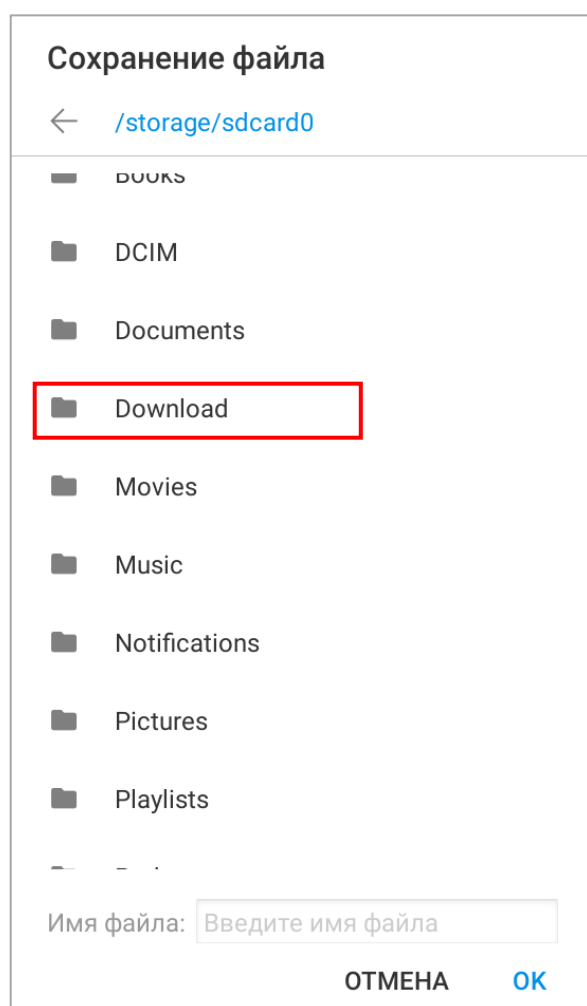 Сохранение файла
/storage/sdcard0
Books
DCIM
Documents
Download
Movies
Music
Notifications
Pictures
Playlists
Имя файла: Введите имя файла
ОТМЕНА OK